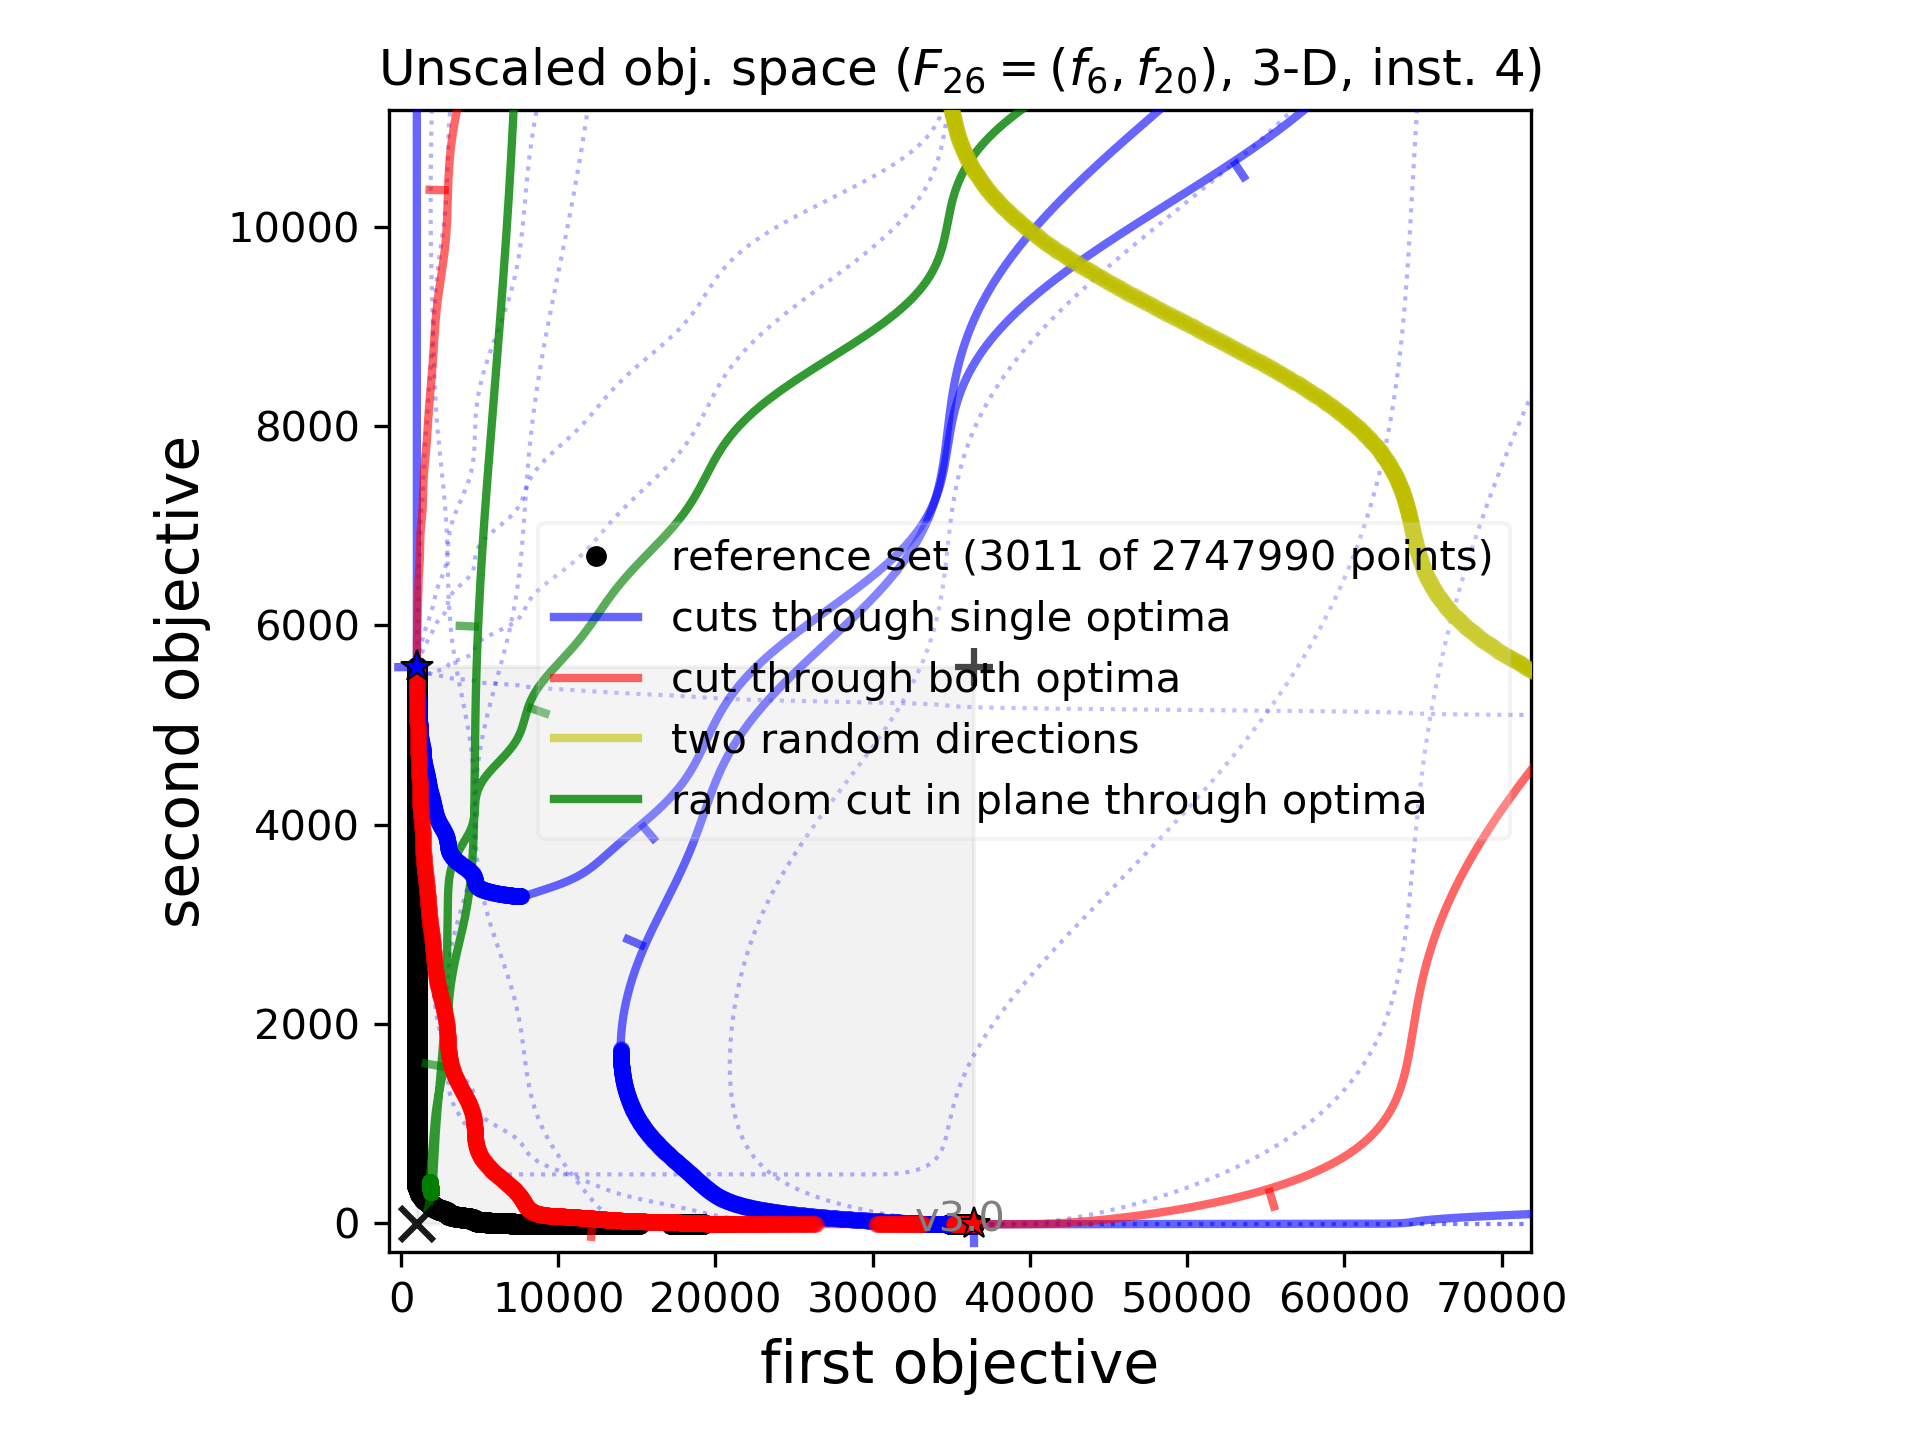 Unscaled obj. space (F₂₆ = (f₆, f₂₀), 3-D, inst. 4)
second objective
10000
8000
6000
4000
2000
0
reference set (3011 of 2747990 points)
cuts through single optima
cut through both optima
two random directions
random cut in plane through optima
v3.0
0 10000 20000 30000 40000 50000 60000 70000
first objective